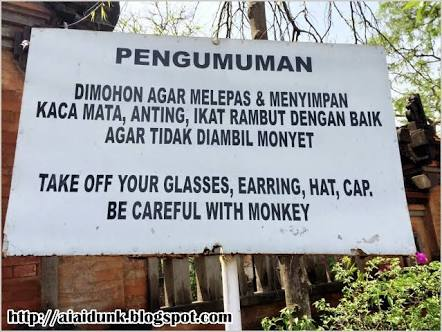 PENGUMUMAN
DIMOHON AGAR MELEPAS & MENYIMPAN
KACA MATA, ANTING, IKAT RAMBUT DENGAN BAIK
AGAR TIDAK DIAMBIL MONYET
TAKE OFF YOUR GLASSES, EARRING, HAT, CAP.
BE CAREFUL WITH MONKEY
http://aiaidunk.blogspot.com